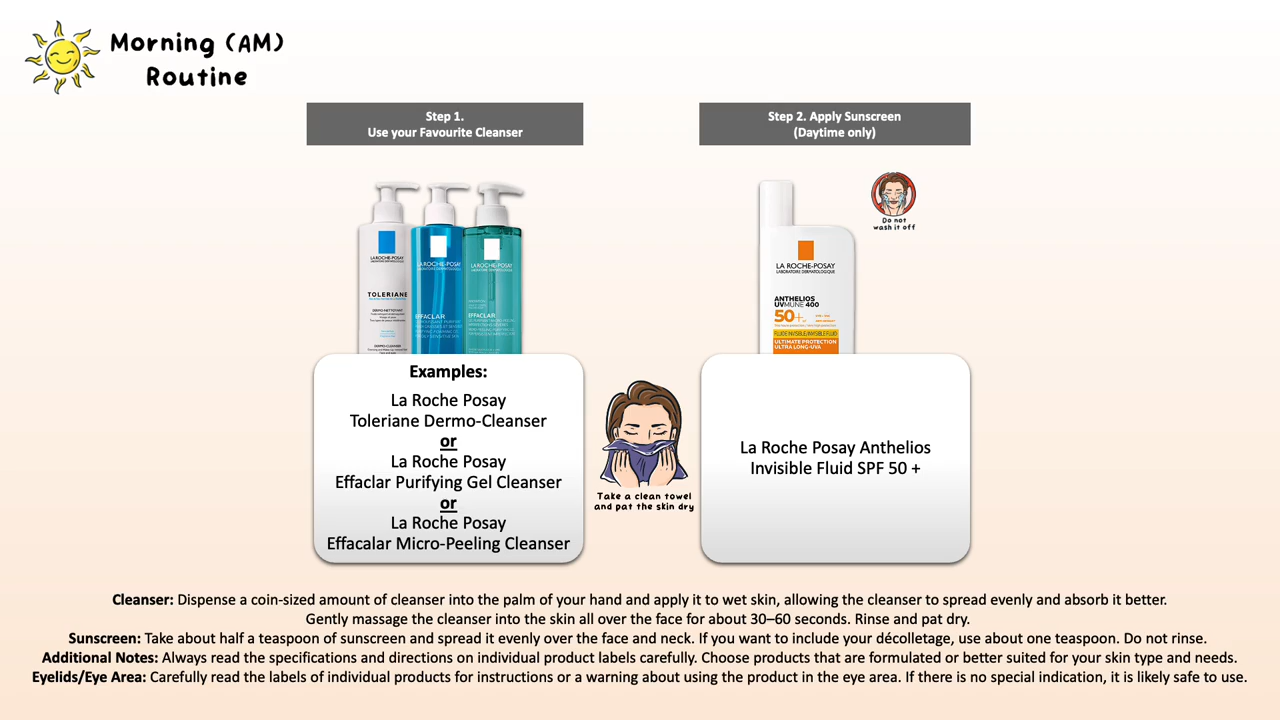 Morning (AM)
Routine
Step 1.
Use your Favourite Cleanser
Step 2. Apply Sunscreen
(Daytime only)
Do not
wash it off
LA ROCHE-POSAY
LABORATOIRE DERMATOLOGIQUE
TOLERIANE
DERMO-NETTOYANT
DERMO-CLEANSER
LA ROCHE-POSAY
EFFACLAR
LA ROCHE-POSAY
EFFACLAR
LA ROCHE-POSAY
LABORATOIRE DERMATOLOGIQUE
ANTHELIOS
UVMUNE 400
50+
FLUIDE INVISIBLE/INVISIBLE FLUID
ULTIMATE PROTECTION
ULTRA LONG-UVA
Examples:
La Roche Posay
Toleriane Dermo-Cleanser
or
La Roche Posay
Effaclar Purifying Gel Cleanser
or
La Roche Posay
Effacalar Micro-Peeling Cleanser
Take a clean towel
and pat the skin dry
La Roche Posay Anthelios
Invisible Fluid SPF 50 +
Cleanser: Dispense a coin-sized amount of cleanser into the palm of your hand and apply it to wet skin, allowing the cleanser to spread evenly and absorb it better.
Gently massage the cleanser into the skin all over the face for about 30–60 seconds. Rinse and pat dry.
Sunscreen: Take about half a teaspoon of sunscreen and spread it evenly over the face and neck. If you want to include your décolletage, use about one teaspoon. Do not rinse.
Additional Notes: Always read the specifications and directions on individual product labels carefully. Choose products that are formulated or better suited for your skin type and needs.
Eyelids/Eye Area: Carefully read the labels of individual products for instructions or a warning about using the product in the eye area. If there is no special indication, it is likely safe to use.